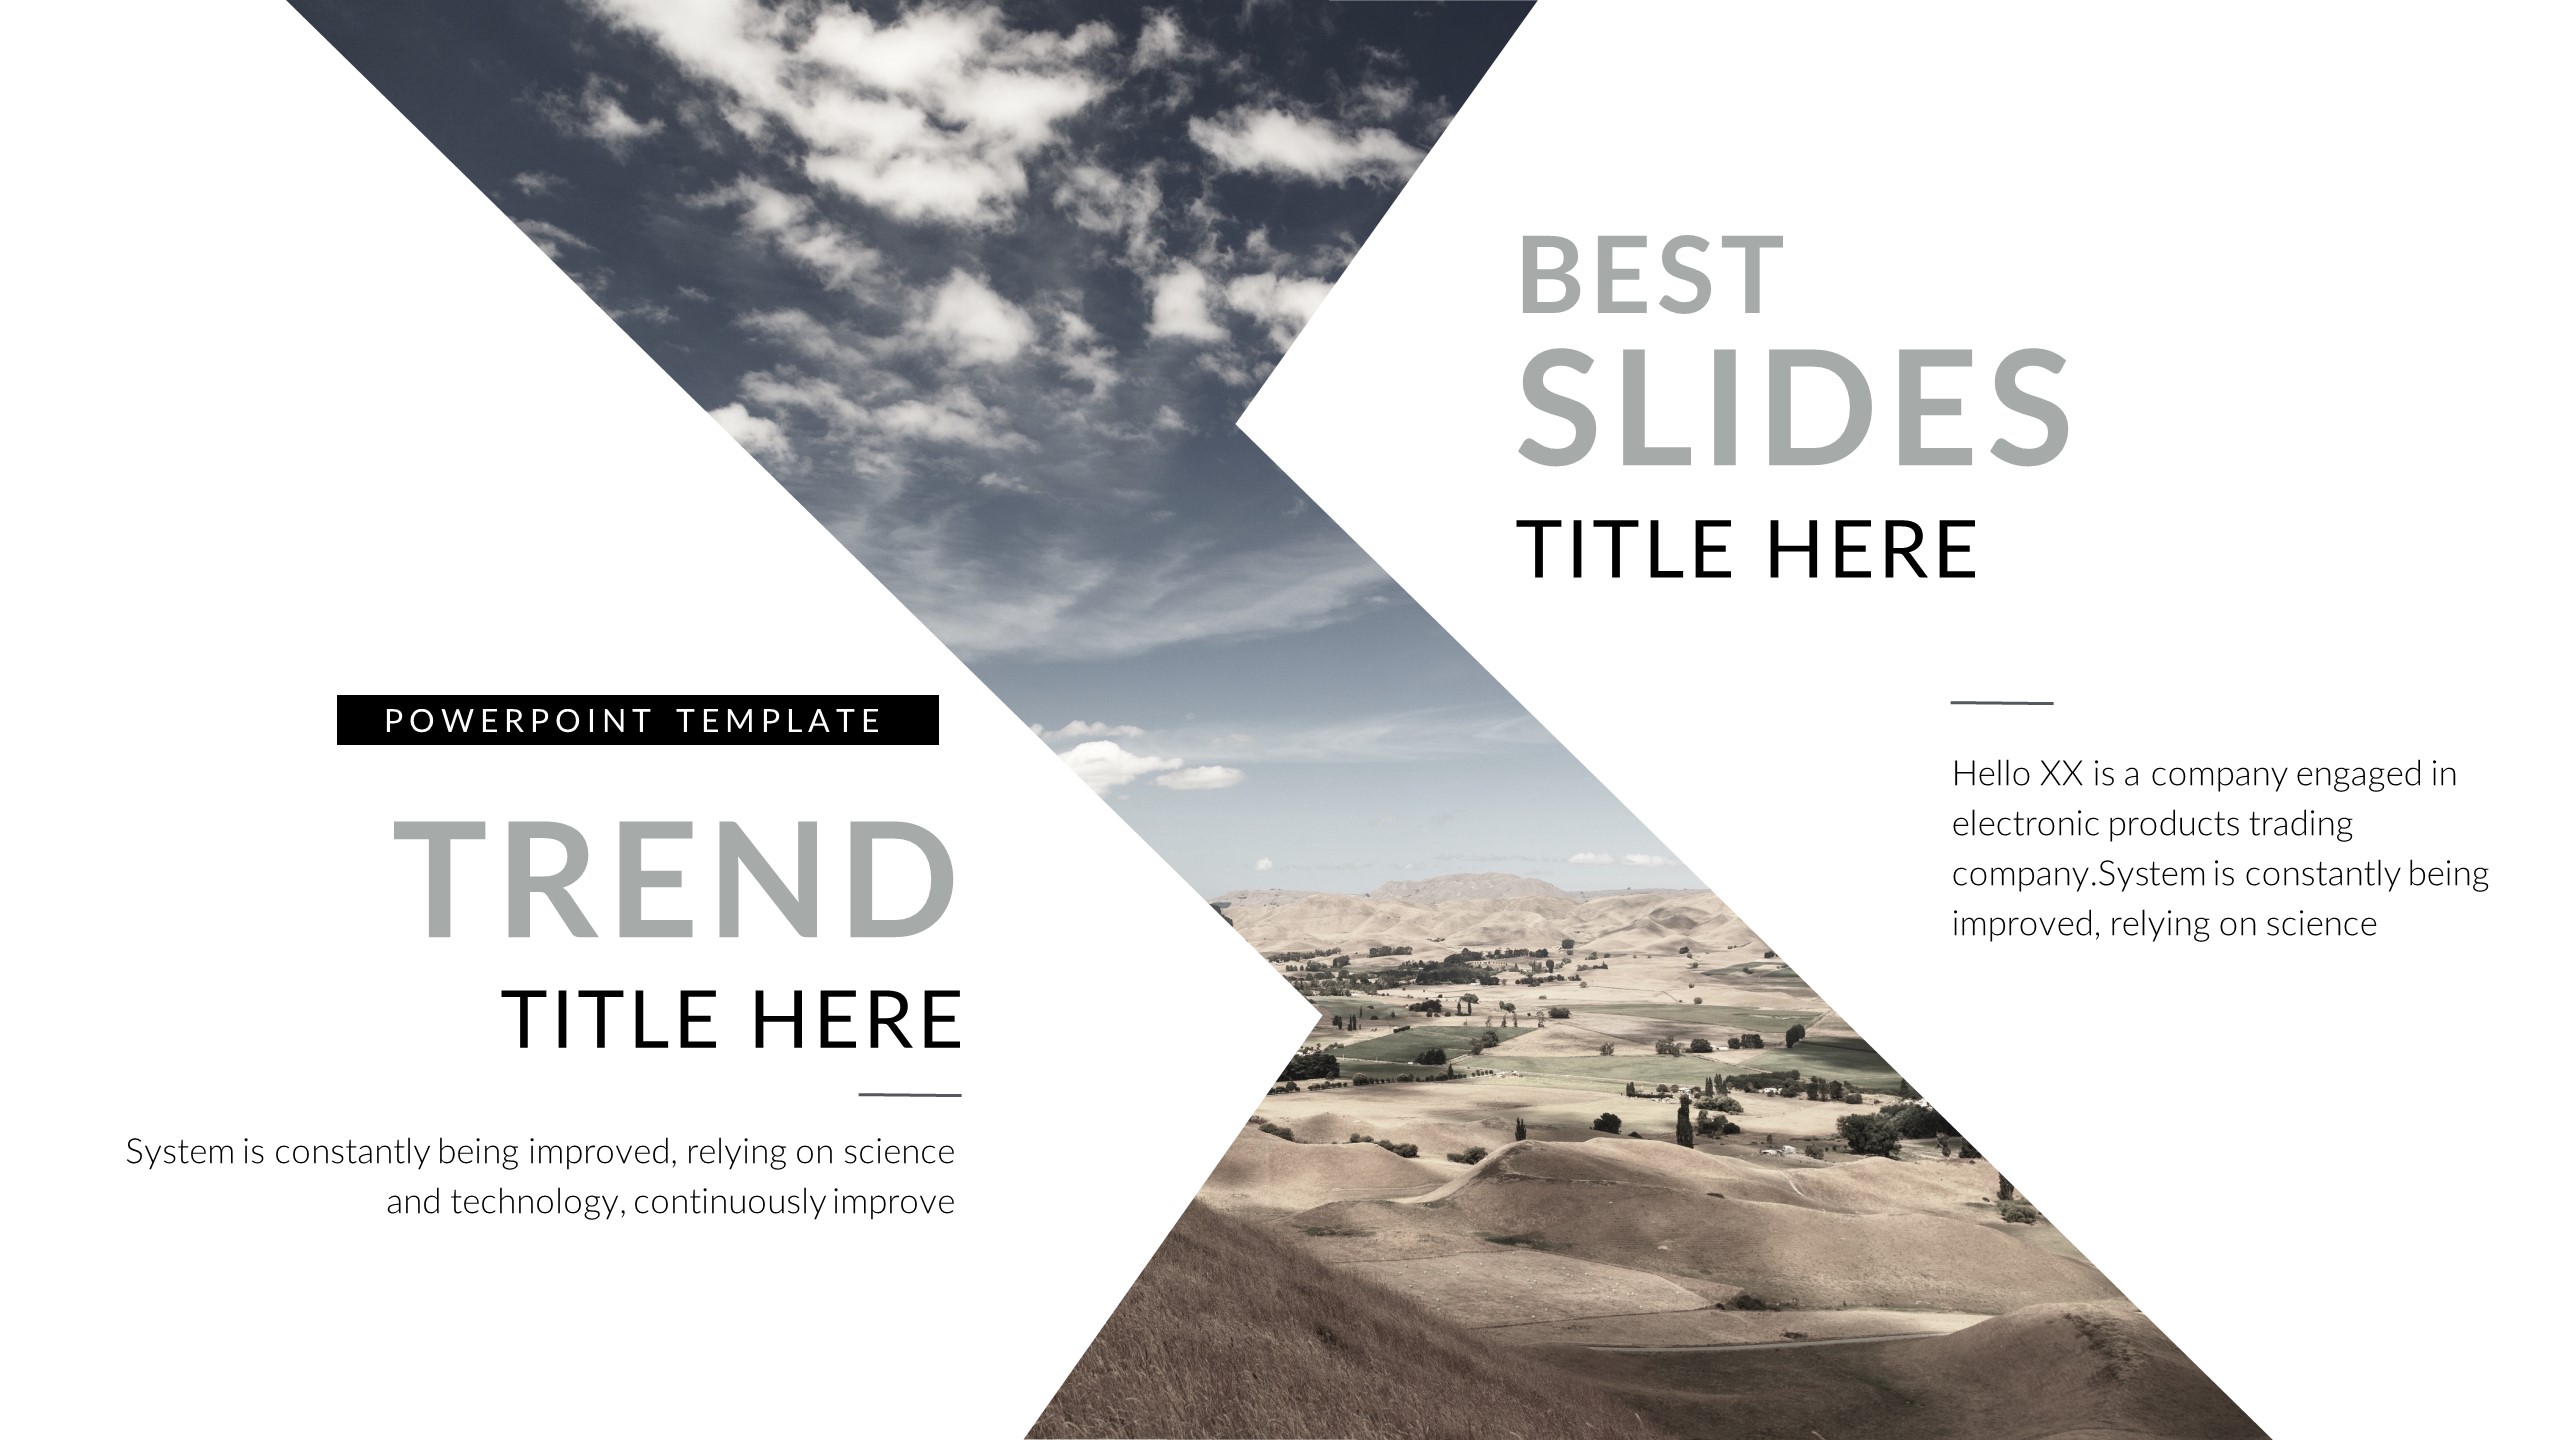 BEST
SLIDES
TITLE HERE
POWERPOINT TEMPLATE
TREND
TITLE HERE
System is constantly being improved, relying on science
and technology, continuously improve
Hello XX is a company engaged in
electronic products trading
company.System is constantly being
improved, relying on science